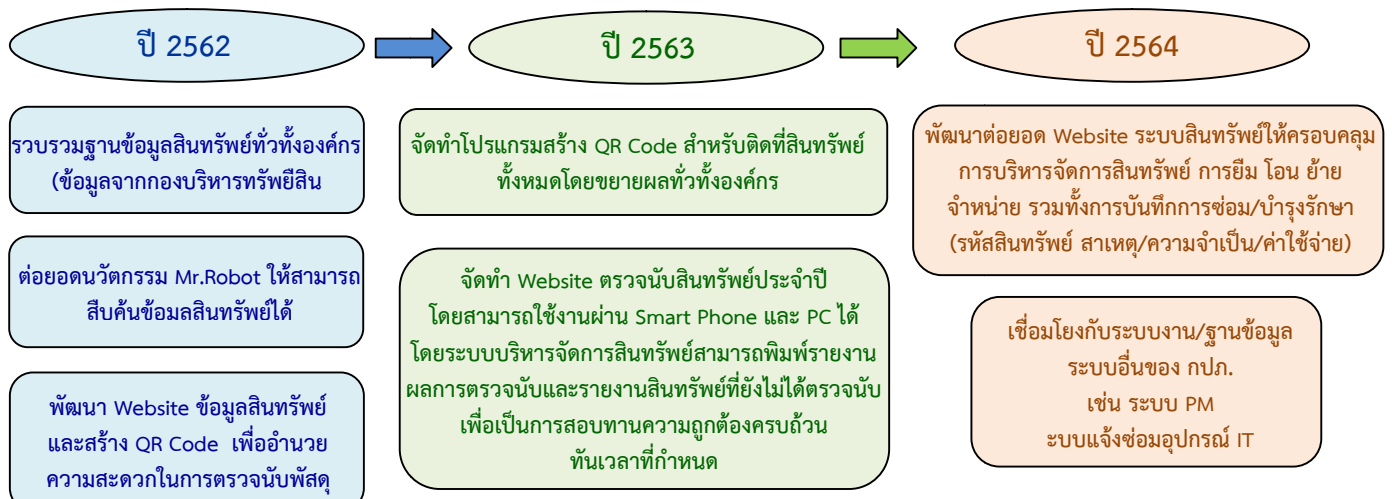 ปี 2562
ปี 2563
ปี 2564
รวบรวมฐานข้อมูลสินทรัพย์ทั่วทั้งองค์กร
(ข้อมูลจากกองบริหารทรัพยืสิน
ต่อยอดนวัตกรรม Mr.Robot ให้สามารถ
สืบค้นข้อมลสินทรัพย์ได้
พัฒนา Website ข้อมูลสินทรัพย์
และสร้าง QR Code เพื่ออำนวย
ความสะดวกในการตรวจนับพัสดุ
จัดทำโปรแกรมสร้าง QR Code สำหรับติดที่สินทรัพย์
ทั้งหมดโดยขยายผลทั่วทั้งองค์กร
จัดทำ Website ตรวจนับสินทรัพย์ประจำปี
โดยสามารถใช้งานผ่าน Smart Phone และ PC ได้
โดยระบบบริหารจัดการสินทรัพย์สามารถพิมพ์รายงาน
ผลการตรวจนับและรายงานสินทรัพย์ที่ยังไม่ได้ตรวจนับ
เพื่อเป็นการสอบทานความถูกต้องครบถ้วน
ทันเวลาที่กำหนด
พัฒนาต่อยอด Website ระบบสินทรัพย์ให้ครอบคลุม
การบริหารจัดการสินทรัพย์ การยืม โอน ย้าย
จำหน่าย รวมทั้งการบันทึกการซ่อม/บำรุงรักษา
(รหัสสินทรัพย์ สาเหตุ/ความจำเป็น/ค่าใช้จ่าย)
เชื่อมโยงกับระบบงาน/ฐานข้อมูล
ระบบอื่นของ กปภ.
เช่น ระบบ PM
ะบบแจ้งซ่อมอุปกรณ์ IT